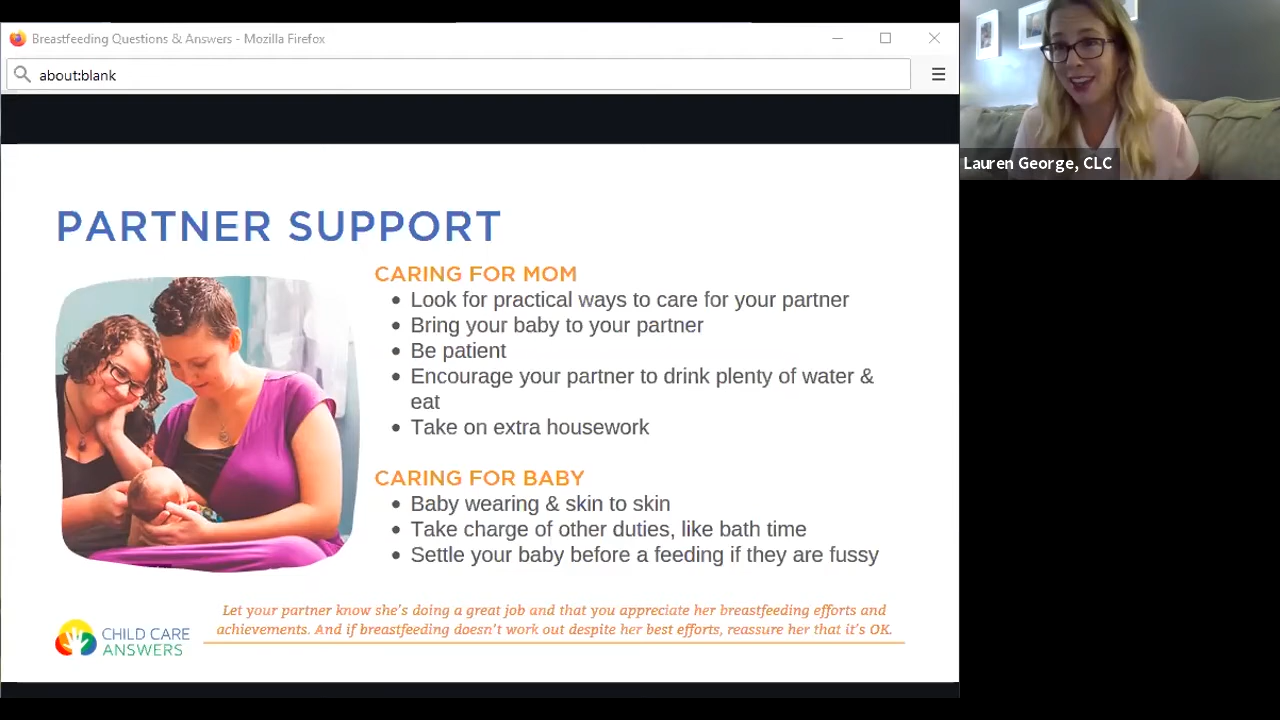 Breastfeeding Questions & Answers - Mozilla Firefox
about:blank
Lauren George, CLC
PARTNER SUPPORT
CARING FOR MOM
• Look for practical ways to care for your partner
• Bring your baby to your partner
• Be patient
• Encourage your partner to drink plenty of water &
eat
• Take on extra housework
CARING FOR BABY
• Baby wearing & skin to skin
• Take charge of other duties, like bath time
• Settle your baby before a feeding if they are fussy
Let your partner know she's doing a great job and that you appreciate her breastfeeding efforts and
achievements. And if breastfeeding doesn't work out despite her best efforts, reassure her that it's OK.
CHILD CARE
ANSWERS